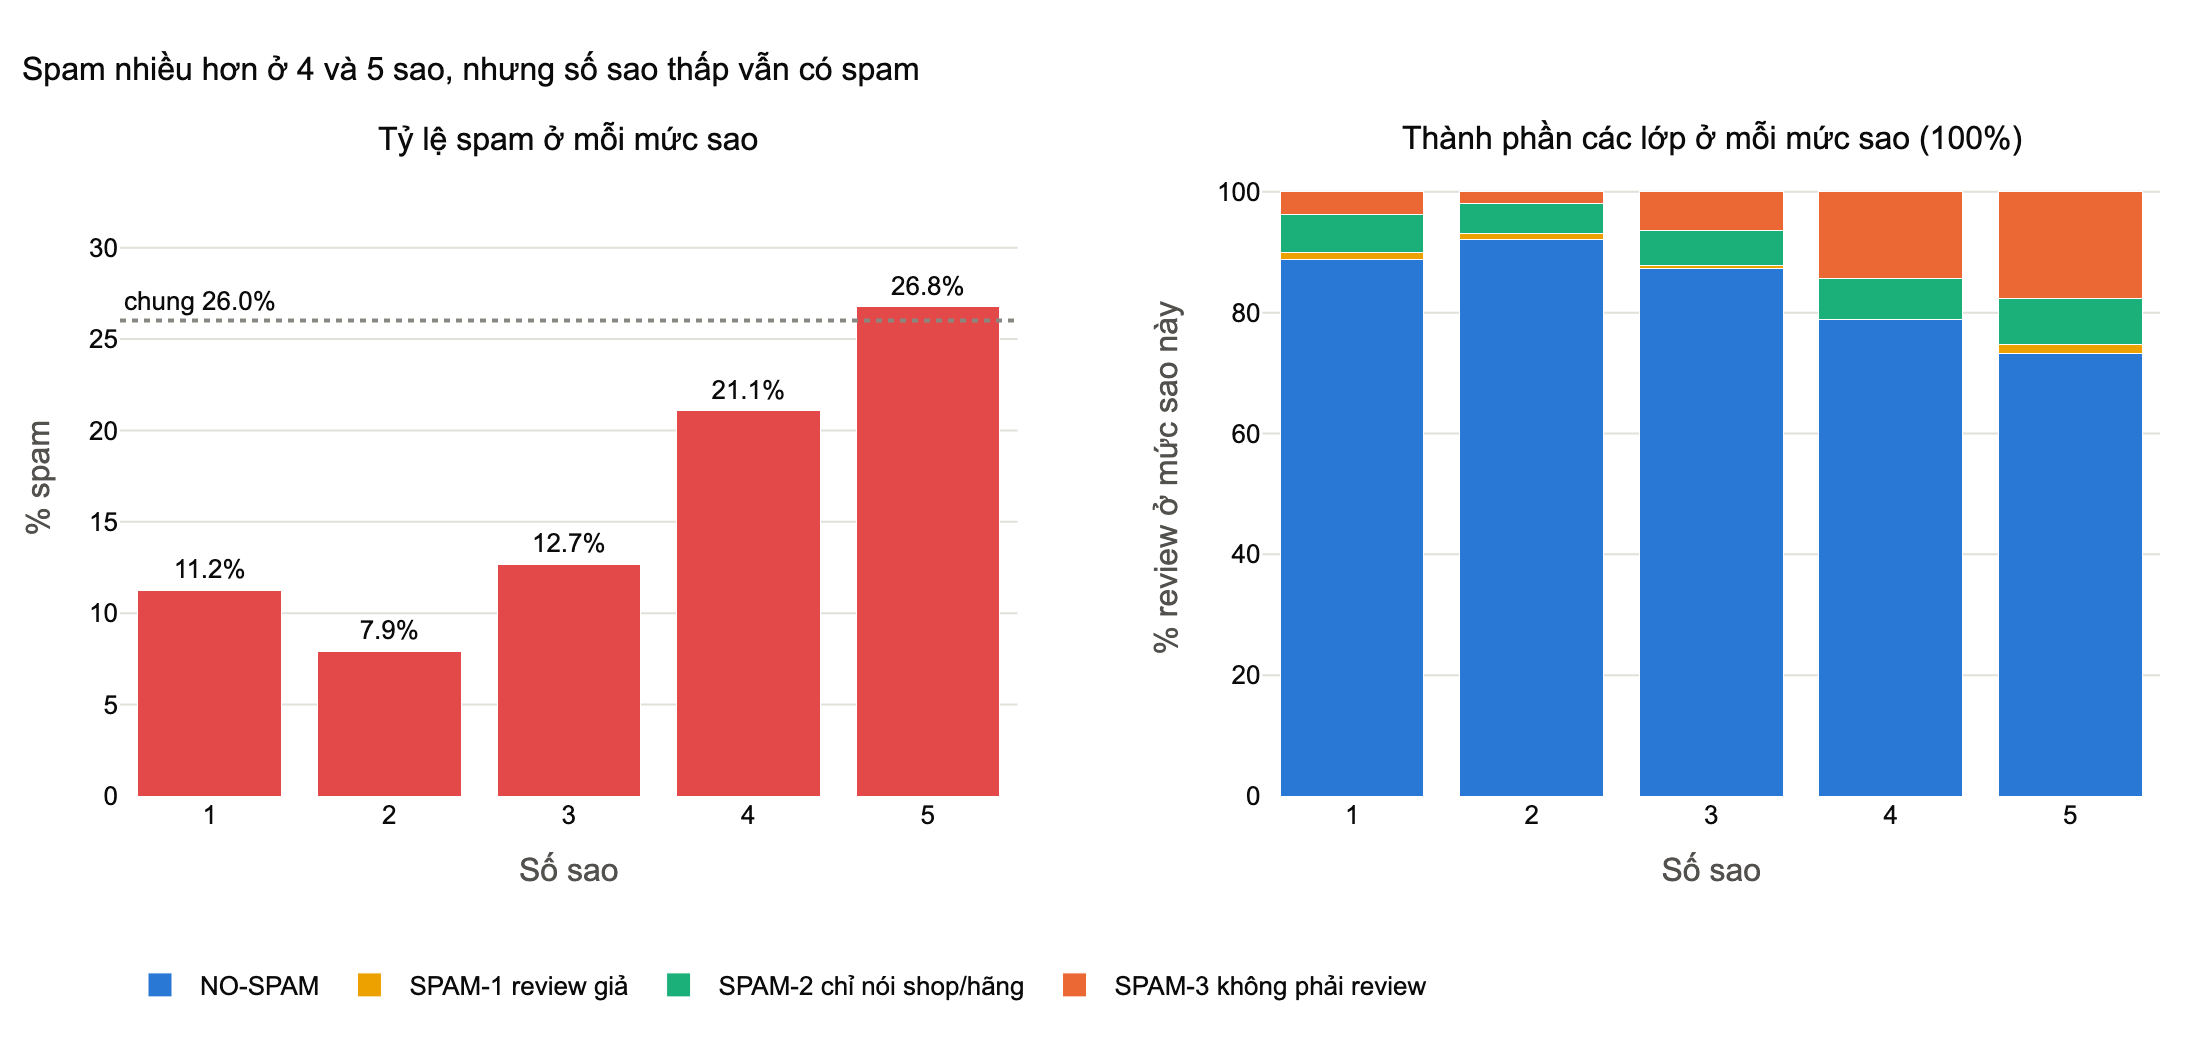 Spam nhiều hơn ở 4 và 5 sao, nhưng số sao thấp vẫn có spam
Tỷ lệ spam ở mỗi mức sao
% spam
30
25
20
15
10
5
0
chung 26.0%
11.2%
7.9%
12.7%
21.1%
26.8%
1
2
3
4
5
Số sao
Thành phần các lớp ở mỗi mức sao (100%)
% review ở mức sao này
100
80
60
40
20
0
1
2
3
4
5
Số sao
NO-SPAM
SPAM-1 review giả
SPAM-2 chỉ nói shop/hãng
SPAM-3 không phải review